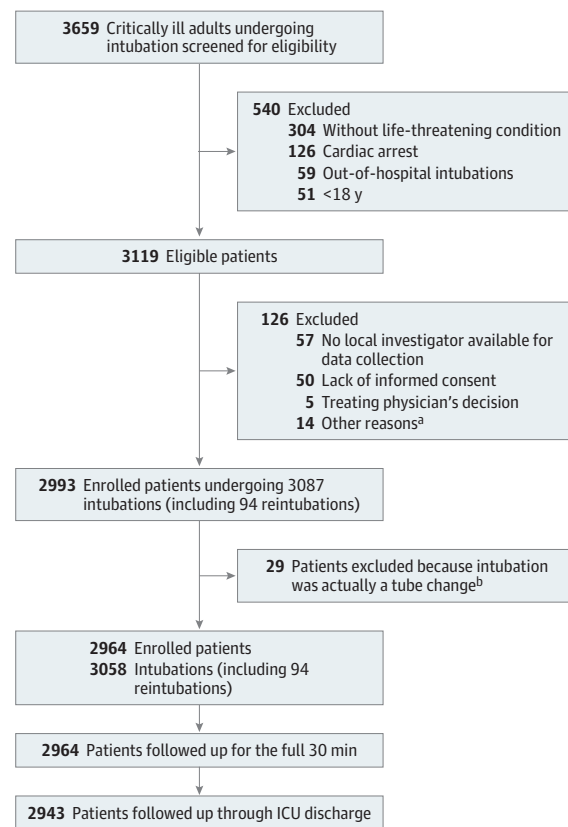 3659 Critically ill adults undergoing
intubation screened for eligibility
540 Excluded
304 Without life-threatening condition
126 Cardiac arrest
59 Out-of-hospital intubations
51 <18 y
3119 Eligible patients
126 Excluded
57 No local investigator available for
data collection
50 Lack of informed consent
5 Treating physician's decision
14 Other reasonsᵃ
2993 Enrolled patients undergoing 3087
intubations (including 94 reintubations)
29 Patients excluded because intubation
was actually a tube changeᵇ
2964 Enrolled patients
3058 Intubations (including 94
reintubations)
2964 Patients followed up for the full 30 min
2943 Patients followed up through ICU discharge